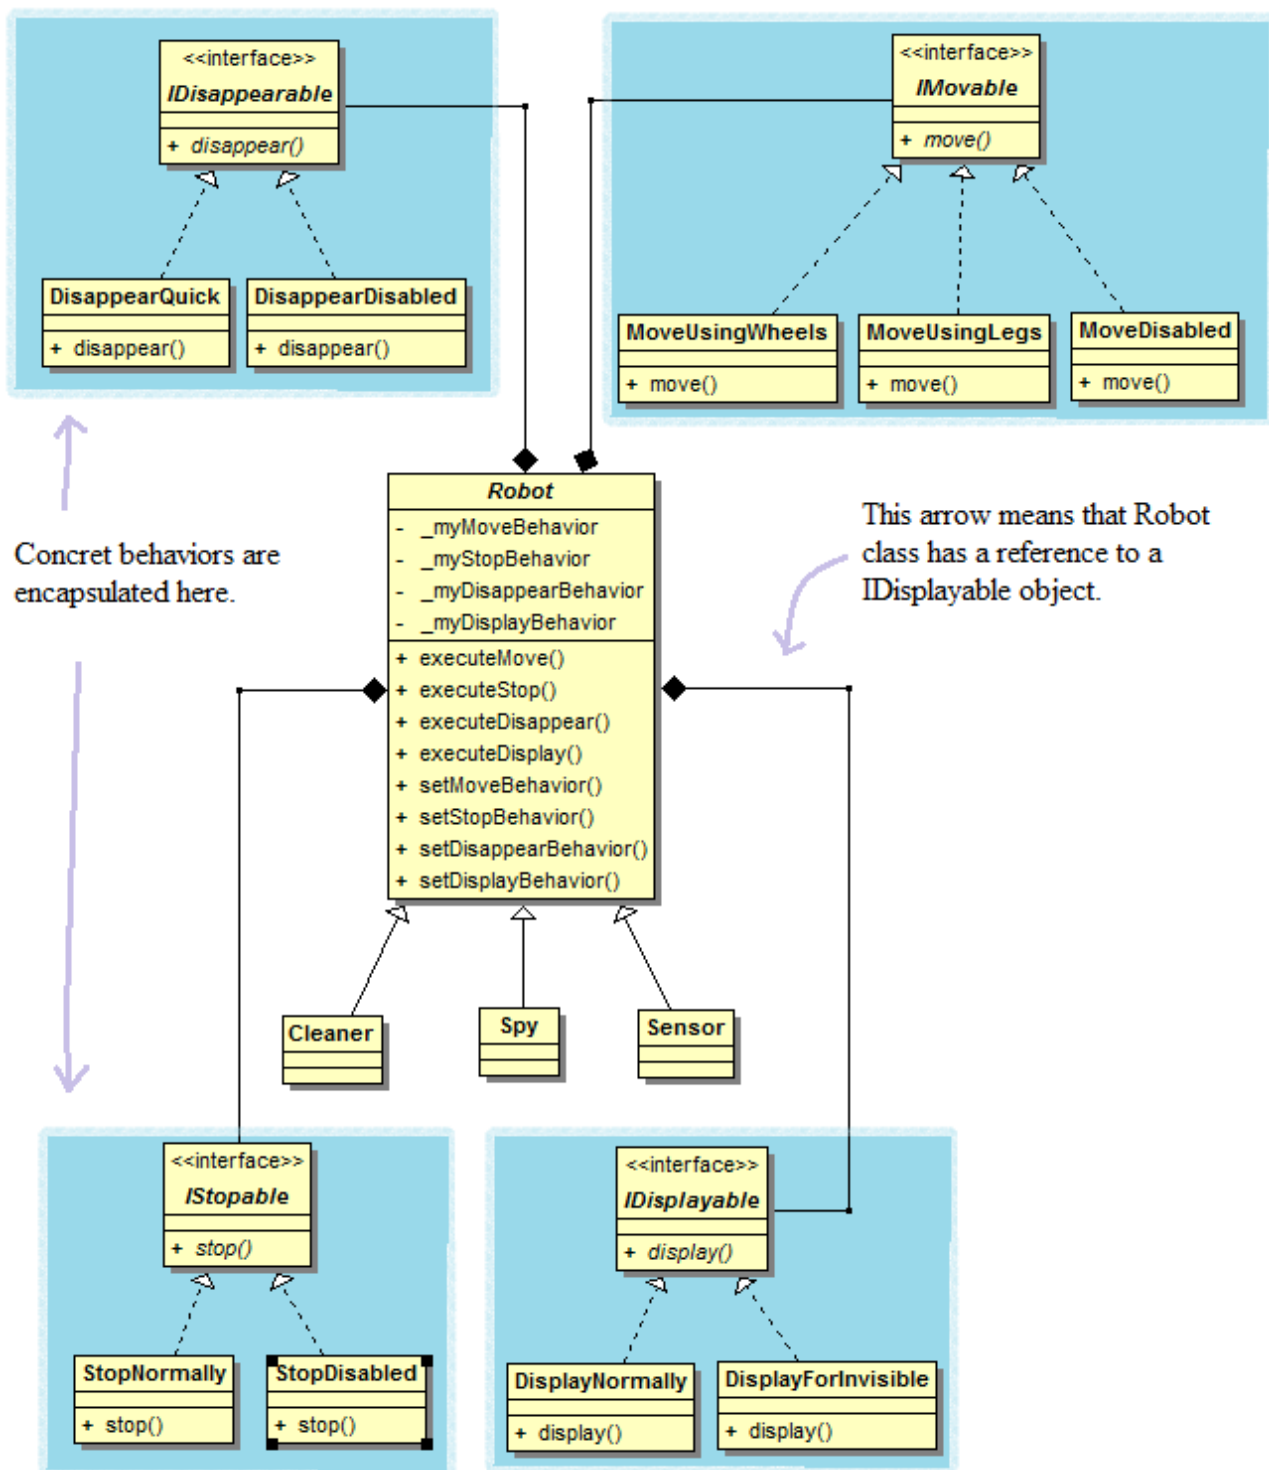 <<interface>>
IDisappearable
+ disappear()
DisappearQuick
+ disappear()
DisappearDisabled
+ disappear()
<<interface>>
IMovable
+ move()
MoveUsingWheels
+ move()
MoveUsingLegs
+ move()
MoveDisabled
+ move()
Concret behaviors are
encapsulated here.
Robot
- _myMoveBehavior
- _myStopBehavior
- _myDisappearBehavior
- _myDisplayBehavior
+ executeMove()
+ executeStop()
+ executeDisappear()
+ executeDisplay()
+ setMoveBehavior()
+ setStopBehavior()
+ setDisappearBehavior()
+ setDisplayBehavior()
This arrow means that Robot
class has a reference to a
IDisplayable object.
Cleaner
Spy
Sensor
<<interface>>
IStopable
+ stop()
StopNormally
+ stop()
StopDisabled
+ stop()
<<interface>>
IDisplayable
+ display()
DisplayNormally
+ display()
DisplayForInvisible
+ display()